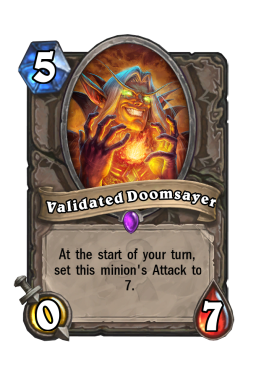 5
Validated Doomsayer
At the start of your turn,
set this minion's Attack to
7.
0
7